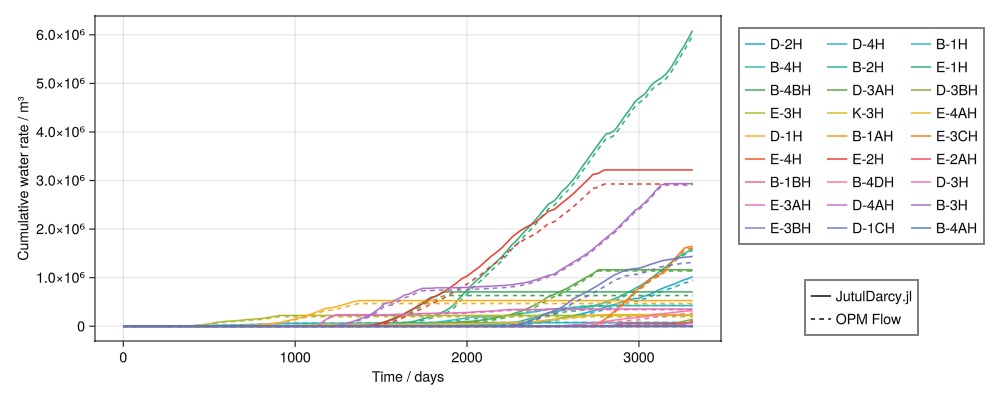 Cumulative water rate / m³
6.0×10⁶
5.0×10⁶
4.0×10⁶
3.0×10⁶
2.0×10⁶
1.0×10⁶
0
0 1000 2000 3000
Time / days
D-2H D-4H B-1H
B-4H B-2H E-1H
B-4BH D-3AH D-3BH
E-3H K-3H E-4AH
D-1H B-1AH E-3CH
E-4H E-2H E-2AH
B-1BH B-4DH D-3H
E-3AH D-4AH B-3H
E-3BH D-1CH B-4AH
JutulDarcy.jl
OPM Flow